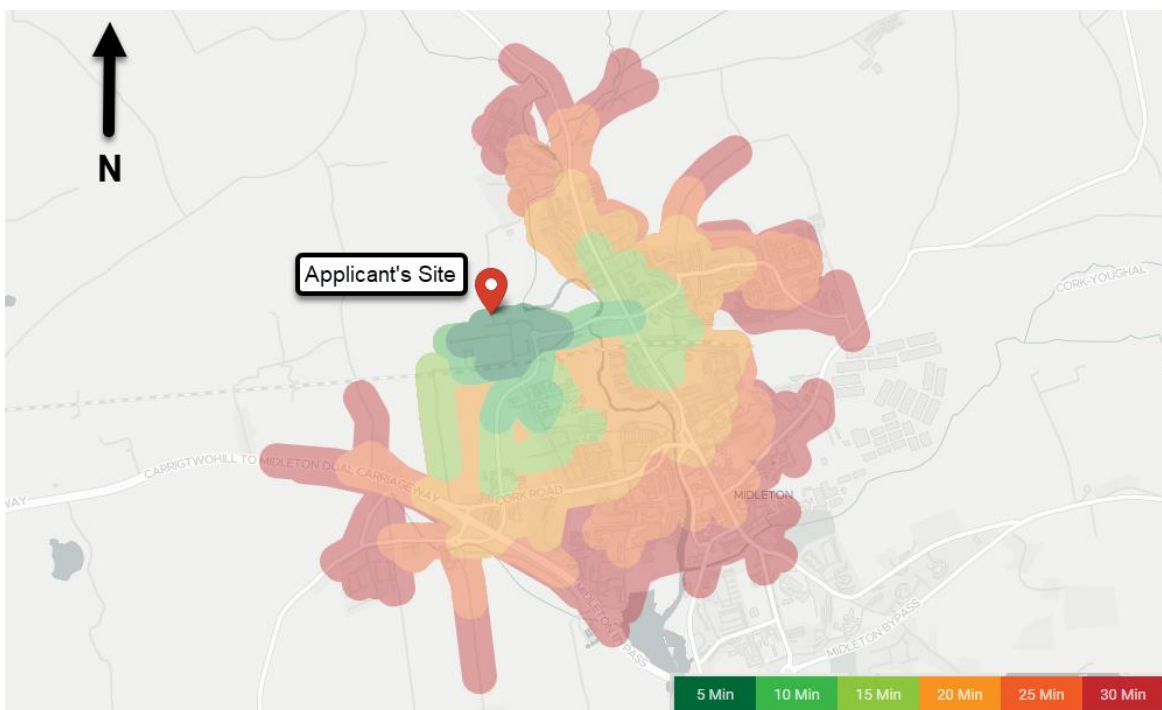 N
Applicant's Site
CORK-YOUGHAL
CARRIGTWOHILL TO MIDLETON DUAL CARRIAGEWAY
WAY
CORK ROAD
MIDLETON
MIDLETON BYPASS
MIDLETON BYPASS
5 Min 10 Min 15 Min 20 Min 25 Min 30 Min